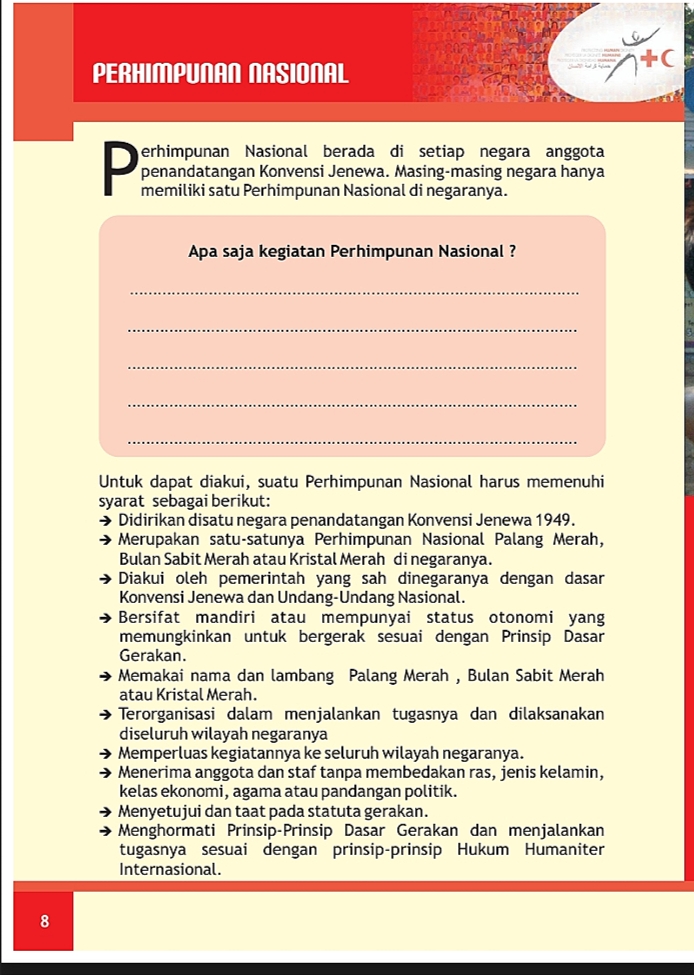 PERHIMPUNAN NASIONAL
Perhimpunan Nasional berada di setiap negara anggota
penandatangan Konvensi Jenewa. Masing-masing negara hanya
memiliki satu Perhimpunan Nasional di negaranya.
Apa saja kegiatan Perhimpunan Nasional ?
Untuk dapat diakui, suatu Perhimpunan Nasional harus memenuhi
syarat sebagai berikut:
→ Didirikan disatu negara penandatangan Konvensi Jenewa 1949.
→ Merupakan satu-satunya Perhimpunan Nasional Palang Merah,
Bulan Sabit Merah atau Kristal Merah di negaranya.
→ Diakui oleh pemerintah yang sah dinegaranya dengan dasar
Konvensi Jenewa dan Undang-Undang Nasional.
→ Bersifat mandiri atau mempunyai status otonomi yang
memungkinkan untuk bergerak sesuai dengan Prinsip Dasar
Gerakan.
→ Memakai nama dan lambang Palang Merah , Bulan Sabit Merah
atau Kristal Merah.
→ Terorganisasi dalam menjalankan tugasnya dan dilaksanakan
diseluruh wilayah negaranya
→ Memperluas kegiatannya ke seluruh wilayah negaranya.
→ Menerima anggota dan staf tanpa membedakan ras, jenis kelamin,
kelas ekonomi, agama atau pandangan politik.
→ Menyetujui dan taat pada statuta gerakan.
→ Menghormati Prinsip-Prinsip Dasar Gerakan dan menjalankan
tugasnya sesuai dengan prinsip-prinsip Hukum Humaniter
Internasional.
8